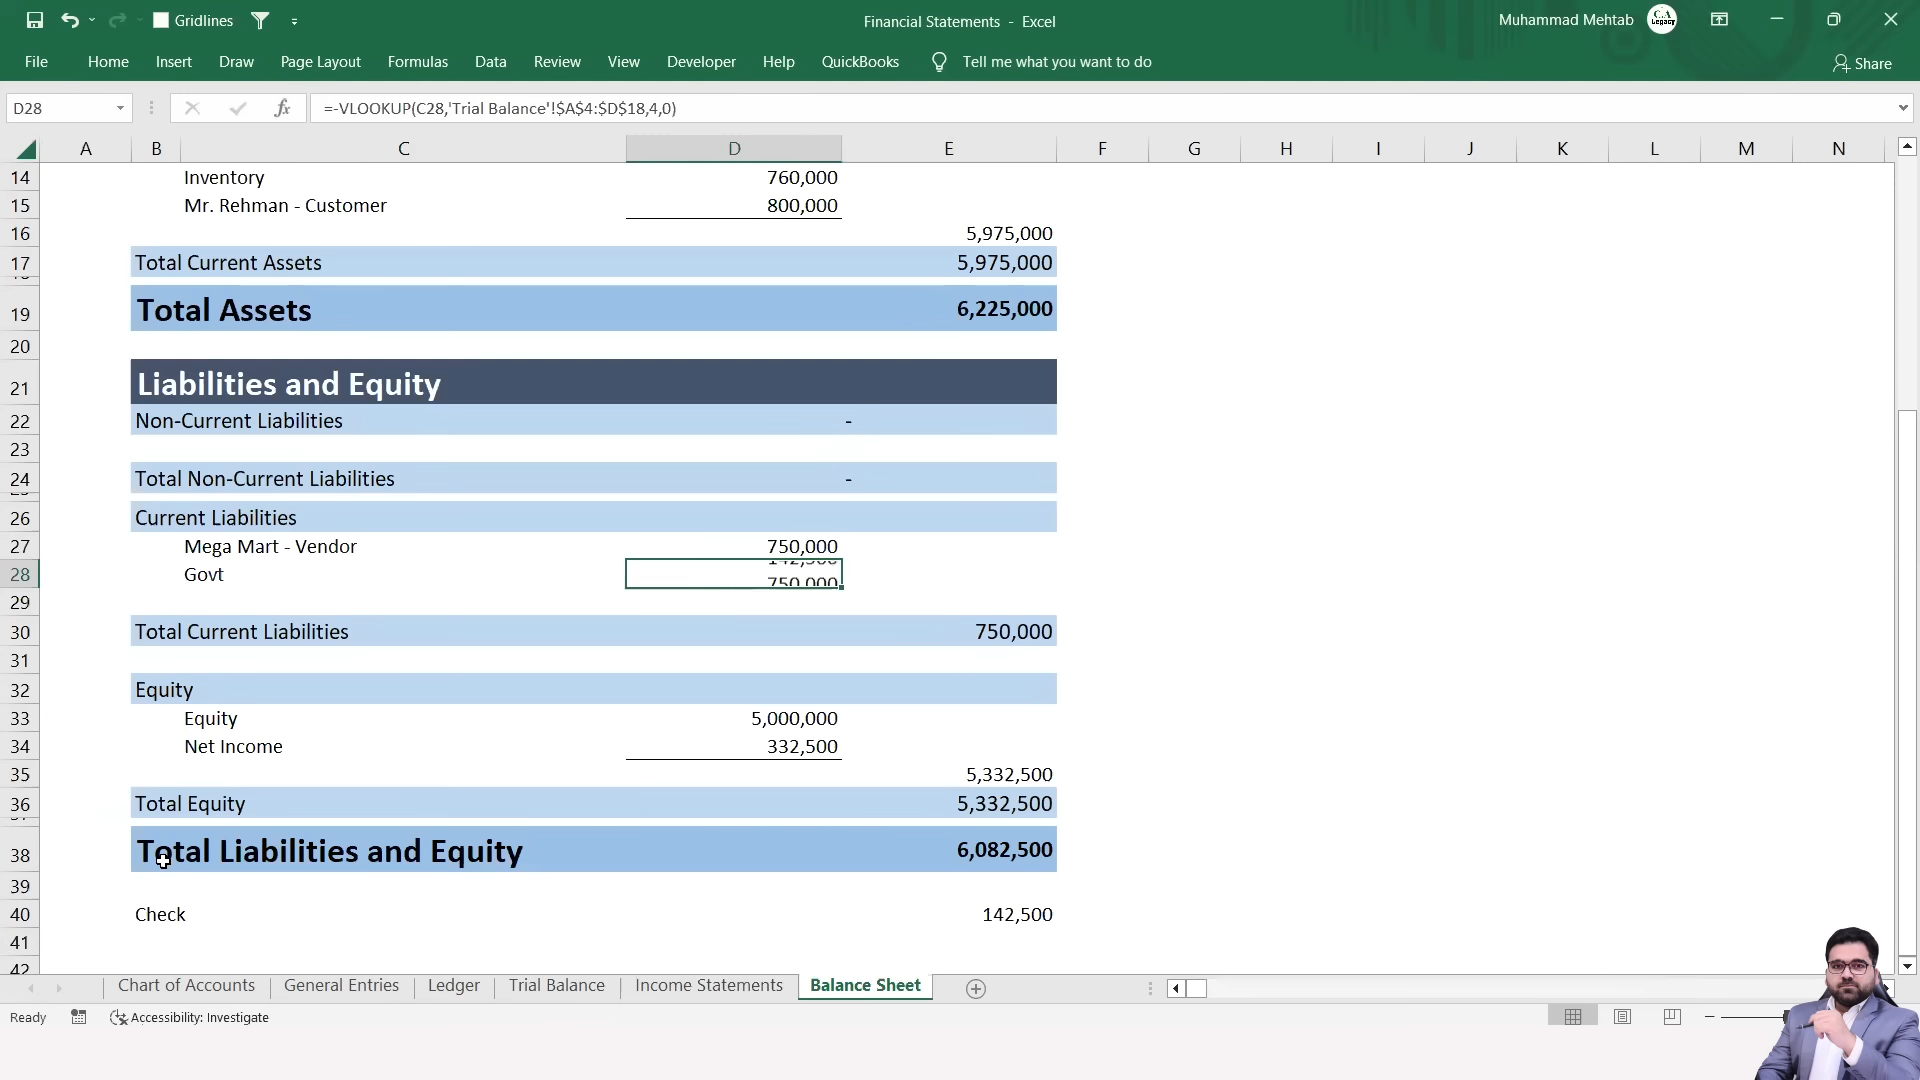 Gridlines
Financial Statements - Excel
Muhammad Mehtab
C.A Legacy
File Home Insert Draw Page Layout Formulas Data Review View Developer Help QuickBooks Tell me what you want to do Share
D28 fx =-VLOOKUP(C28,'Trial Balance'!$A$4:$D$18,4,0)
A B C D E F G H I J K L M N
14 Inventory 760,000
15 Mr. Rehman - Customer 800,000
16 5,975,000
17 Total Current Assets 5,975,000
19 Total Assets 6,225,000
20
21 Liabilities and Equity
22 Non-Current Liabilities -
23
24 Total Non-Current Liabilities -
26 Current Liabilities
27 Mega Mart - Vendor 750,000
28 Govt
29
30 Total Current Liabilities 750,000
31
32 Equity
33 Equity 5,000,000
34 Net Income 332,500
35 5,332,500
36 Total Equity 5,332,500
38 Total Liabilities and Equity 6,082,500
39
40 Check 142,500
41
42
Chart of Accounts General Entries Ledger Trial Balance Income Statements Balance Sheet
Ready Accessibility: Investigate